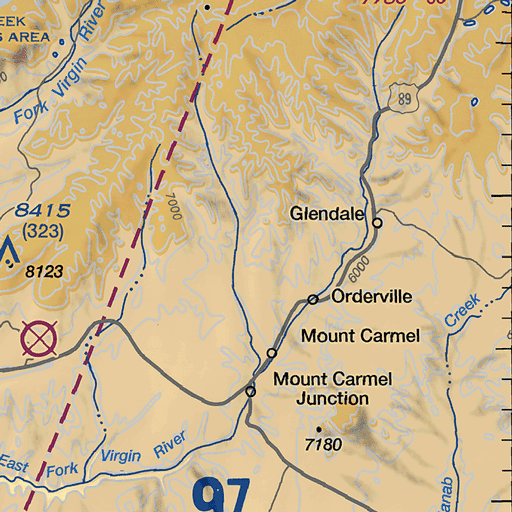 EEK
S AREA
Fork Virgin River
89
7000
Glendale
8415
(323)
8123
6000
Orderville
Creek
Mount Carmel
Mount Carmel
Junction
7180
East Fork Virgin River
97
anab